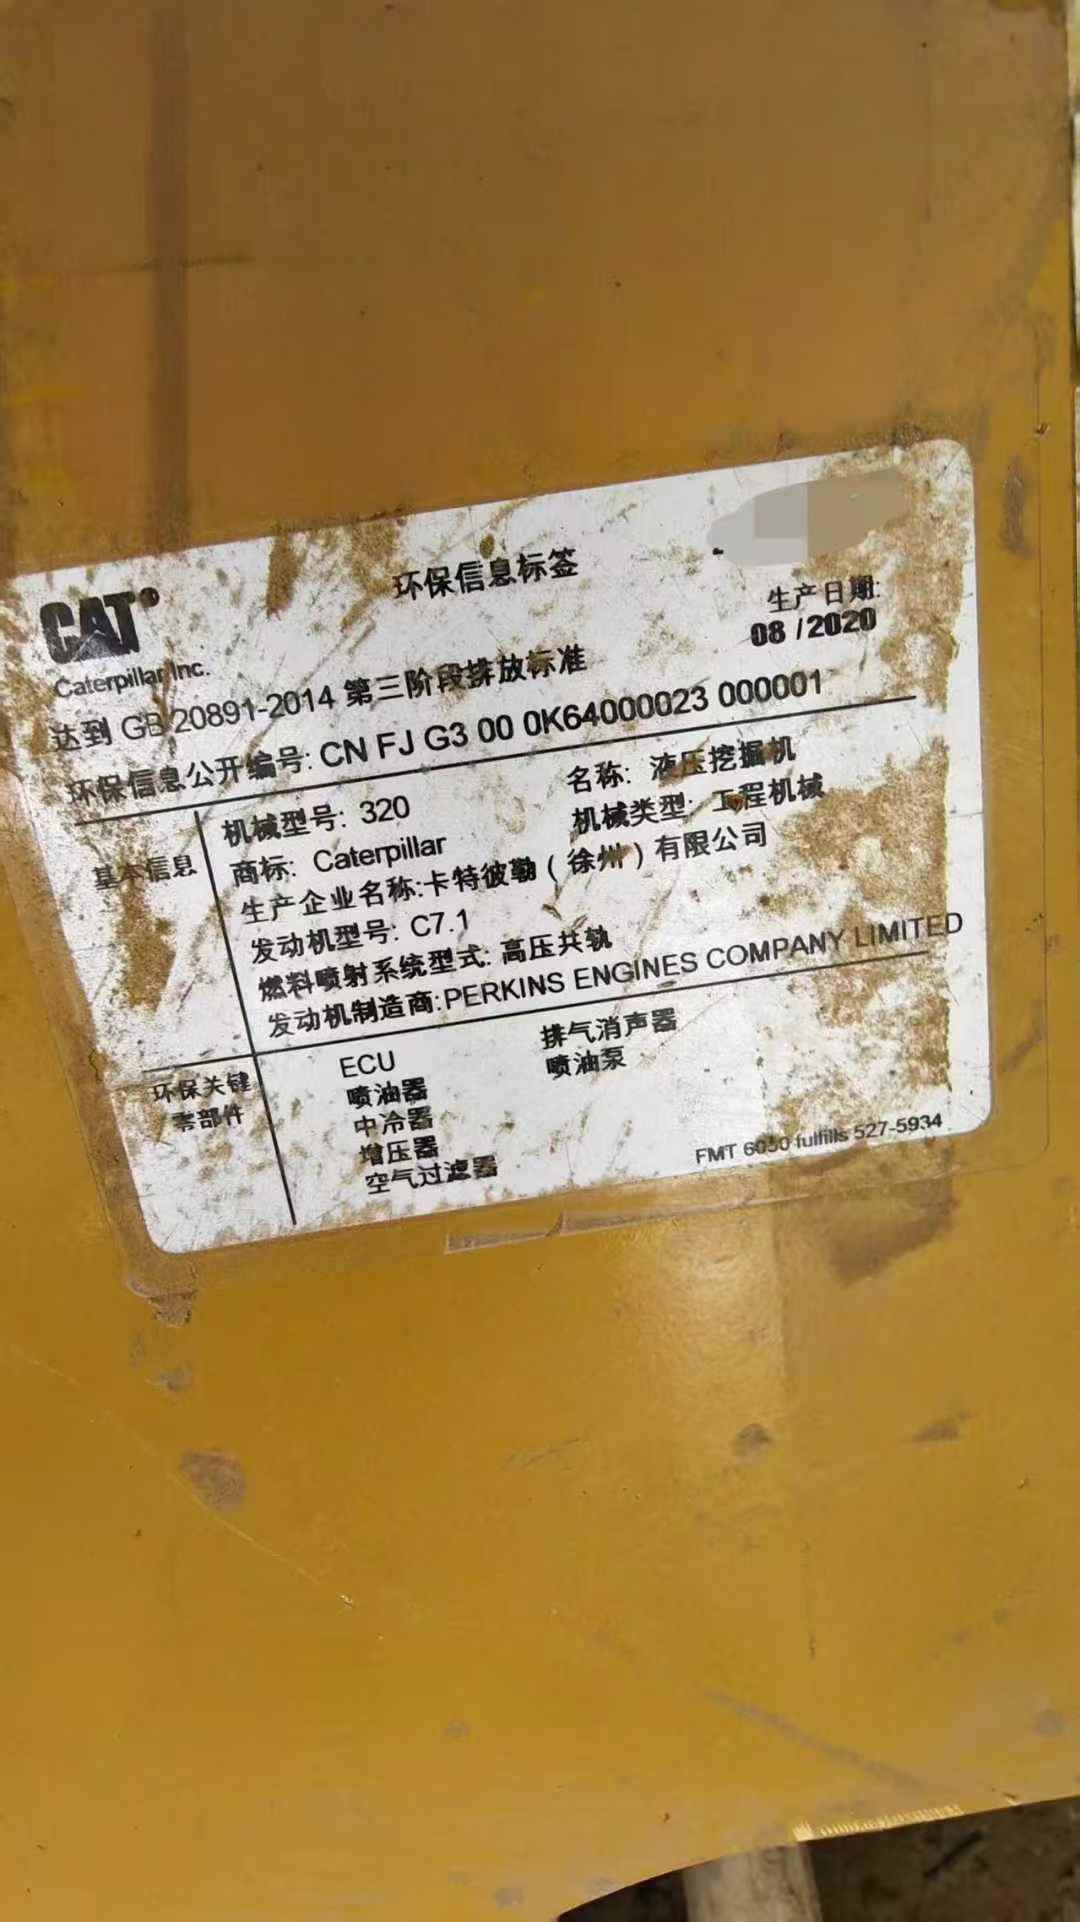 CAT
环保信息标签
Caterpillar Inc.
生产日期:
08 /2020
达到 GB 20891-2014 第三阶段排放标准
环保信息公开编号: CN FJ G3 00 0K64000023 000001
基本信息
机械型号: 320
名称: 液压挖掘机
商标: Caterpillar
机械类型: 工程机械
生产企业名称:卡特彼勒（徐州）有限公司
发动机型号: C7.1
燃料喷射系统型式: 高压共轨
发动机制造商:PERKINS ENGINES COMPANY LIMITED
环保关键
零部件
ECU
喷油器
中冷器
增压器
空气过滤器
排气消声器
喷油泵
FMT fulfills 527-5934